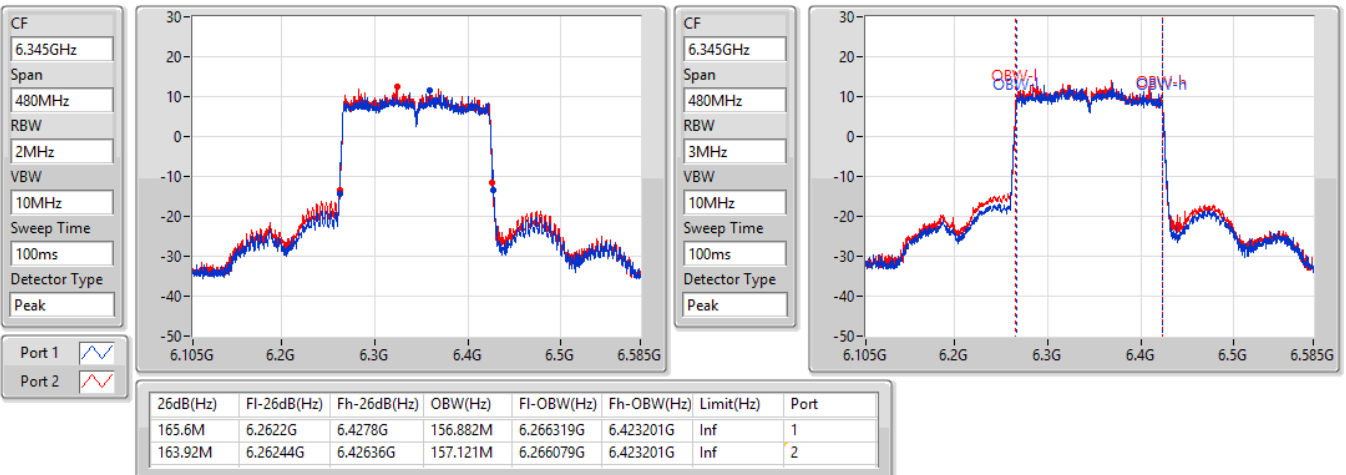 CF
6.345GHz
Span
480MHz
RBW
2MHz
VBW
10MHz
Sweep Time
100ms
Detector Type
Peak
Port 1
Port 2
30
20
10
0
-10
-20
-30
-40
-50
6.105G 6.2G 6.3G 6.4G 6.5G 6.585G
CF
6.345GHz
Span
480MHz
RBW
3MHz
VBW
10MHz
Sweep Time
100ms
Detector Type
Peak
30
20
10
0
-10
-20
-30
-40
-50
OBW-l OBW-h
OBW-l OBW-h
6.105G 6.2G 6.3G 6.4G 6.5G 6.585G
26dB(Hz) Fl-26dB(Hz) Fh-26dB(Hz) OBW(Hz) Fl-OBW(Hz) Fh-OBW(Hz) Limit(Hz) Port
165.6M 6.2622G 6.4278G 156.882M 6.266319G 6.423201G Inf 1
163.92M 6.26244G 6.42636G 157.121M 6.266079G 6.423201G Inf 2